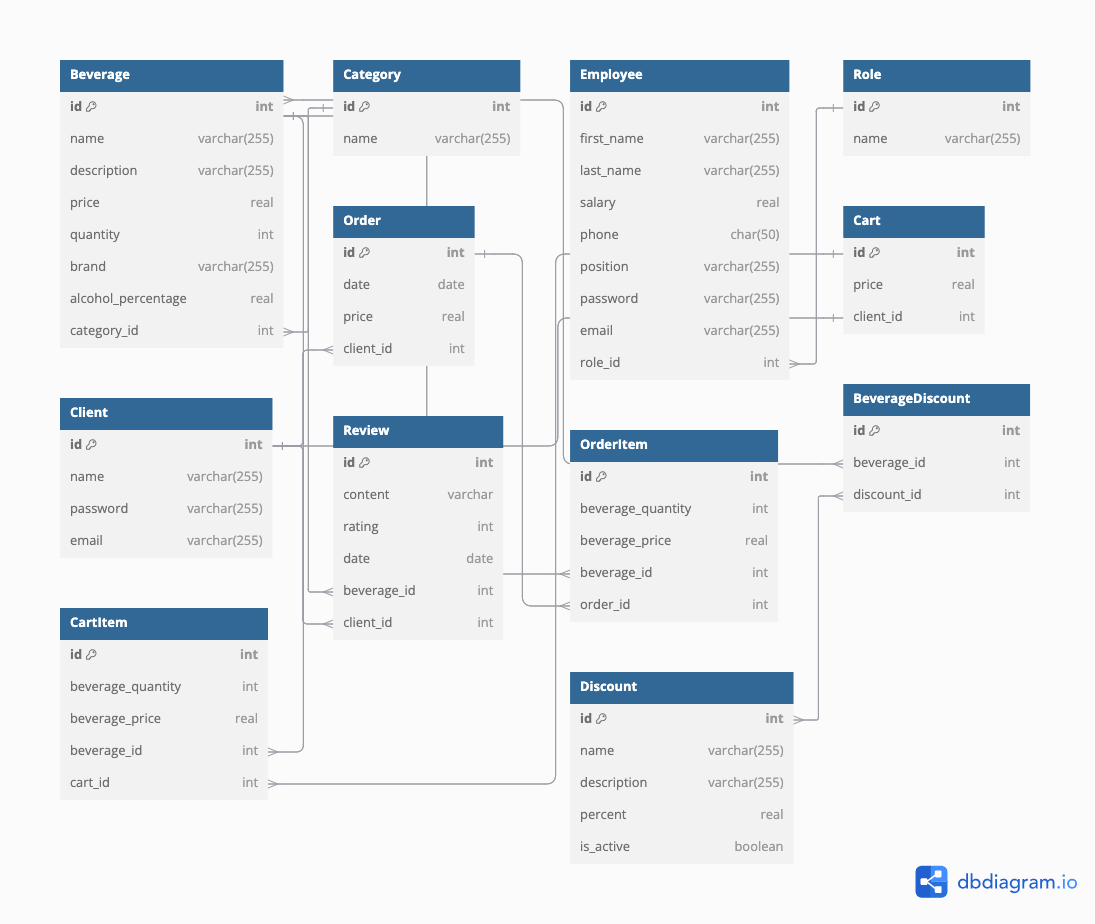 Beverage
id int
name varchar(255)
description varchar(255)
price real
quantity int
brand varchar(255)
alcohol_percentage real
category_id int
Category
id int
name varchar(255)
Employee
id int
first_name varchar(255)
last_name varchar(255)
salary real
phone char(50)
position varchar(255)
password varchar(255)
email varchar(255)
role_id int
Role
id int
name varchar(255)
Order
id int
date date
price real
client_id int
Cart
id int
price real
client_id int
Client
id int
name varchar(255)
password varchar(255)
email varchar(255)
Review
id int
content varchar
rating int
date date
beverage_id int
client_id int
OrderItem
id int
beverage_quantity int
beverage_price real
beverage_id int
order_id int
BeverageDiscount
id int
beverage_id int
discount_id int
CartItem
id int
beverage_quantity int
beverage_price real
beverage_id int
cart_id int
Discount
id int
name varchar(255)
description varchar(255)
percent real
is_active boolean
dbdiagram.io